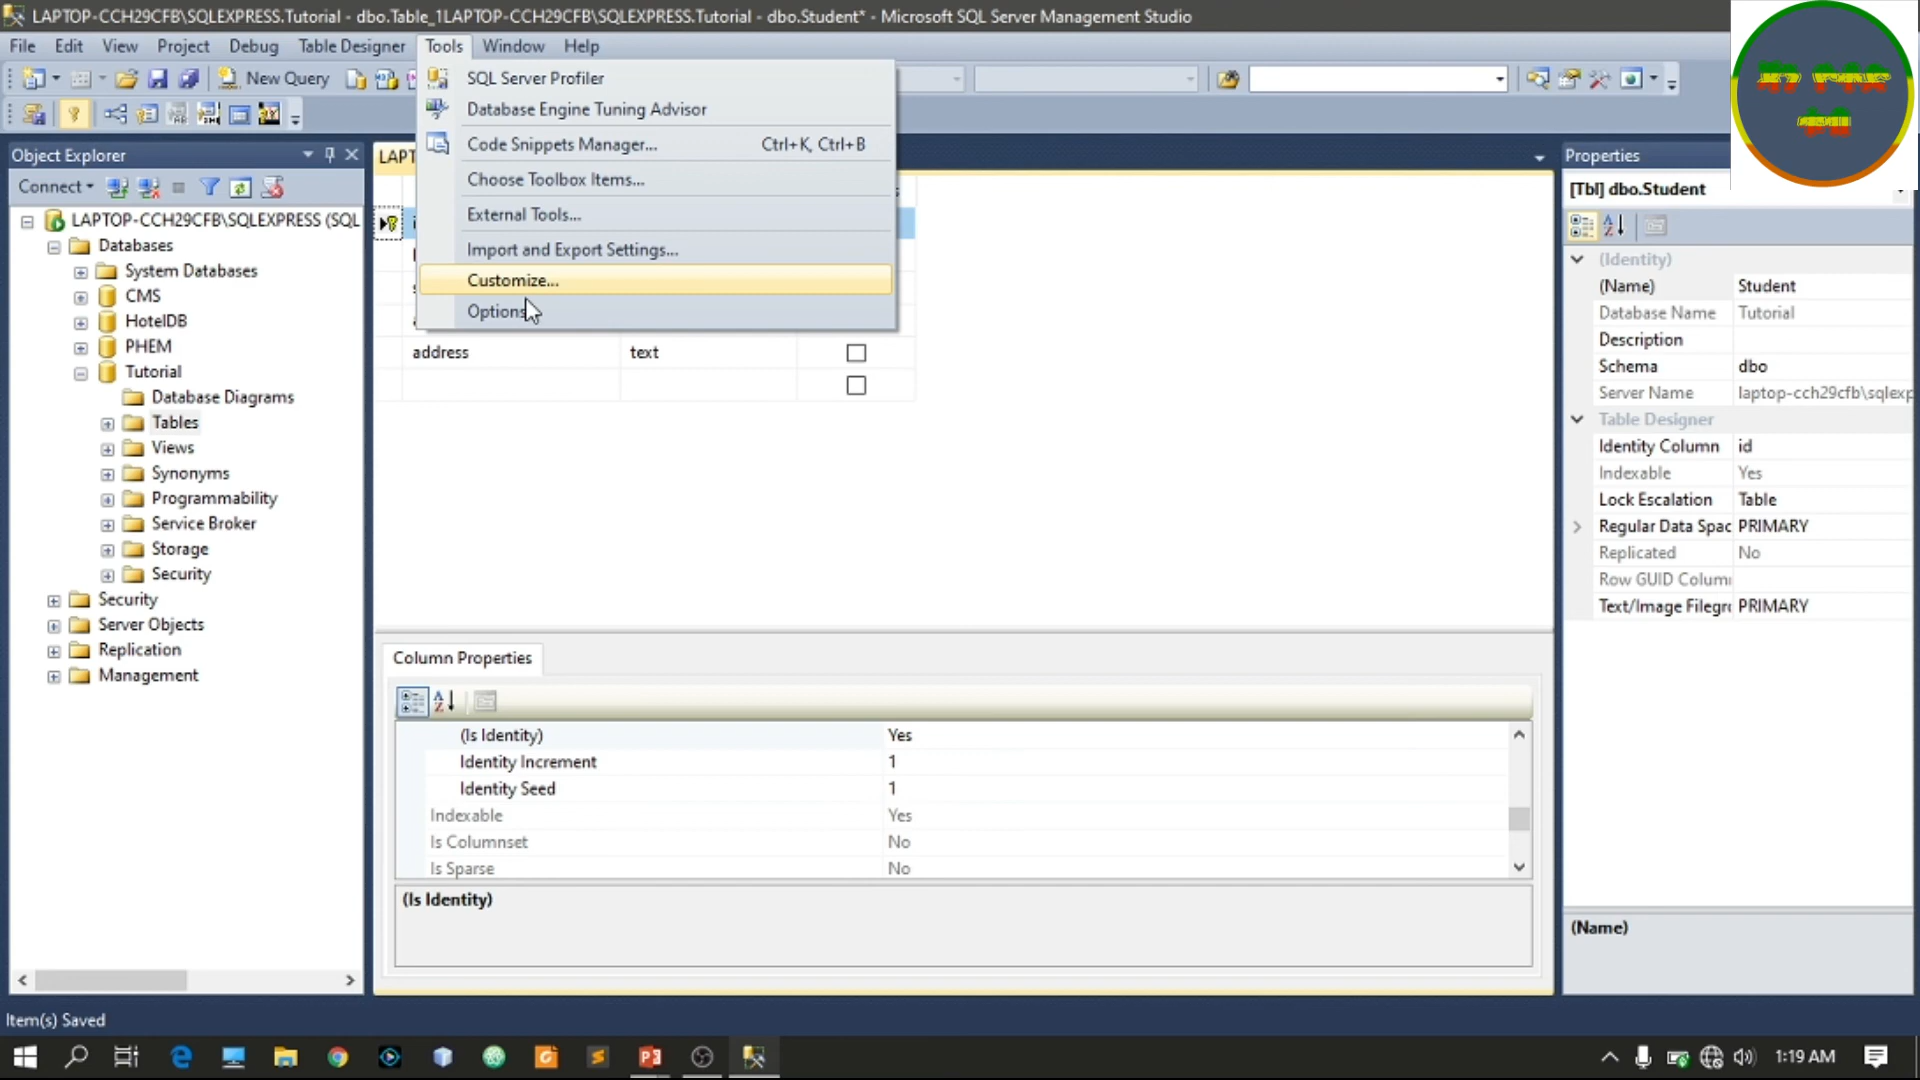 LAPTOP-CCH29CFB\SQLEXPRESS.Tutorial - dbo.Table_1LAPTOP-CCH29CFB\SQLEXPRESS.Tutorial - dbo.Student* - Microsoft SQL Server Management Studio
File Edit View Project Debug Table Designer Tools Window Help
New Query
SQL Server Profiler
Database Engine Tuning Advisor
Code Snippets Manager... Ctrl+K, Ctrl+B
Choose Toolbox Items...
External Tools...
Import and Export Settings...
Customize...
Options
Object Explorer
Connect
LAPTOP-CCH29CFB\SQLEXPRESS (SQL
Databases
System Databases
CMS
HotelDB
PHEM
Tutorial
Database Diagrams
Tables
Views
Synonyms
Programmability
Service Broker
Storage
Security
Security
Server Objects
Replication
Management
LAPT
address text
Column Properties
(Is Identity) Yes
Identity Increment 1
Identity Seed 1
Indexable Yes
Is Columnset No
Is Sparse No
(Is Identity)
Properties
[Tbl] dbo.Student
(Identity)
(Name) Student
Database Name Tutorial
Description
Schema dbo
Server Name laptop-cch29cfb\sqlexp
Table Designer
Identity Column id
Indexable Yes
Lock Escalation Table
Regular Data Spac PRIMARY
Replicated No
Row GUID Colum
Text/Image Filegr PRIMARY
(Name)
Item(s) Saved
1:19 AM